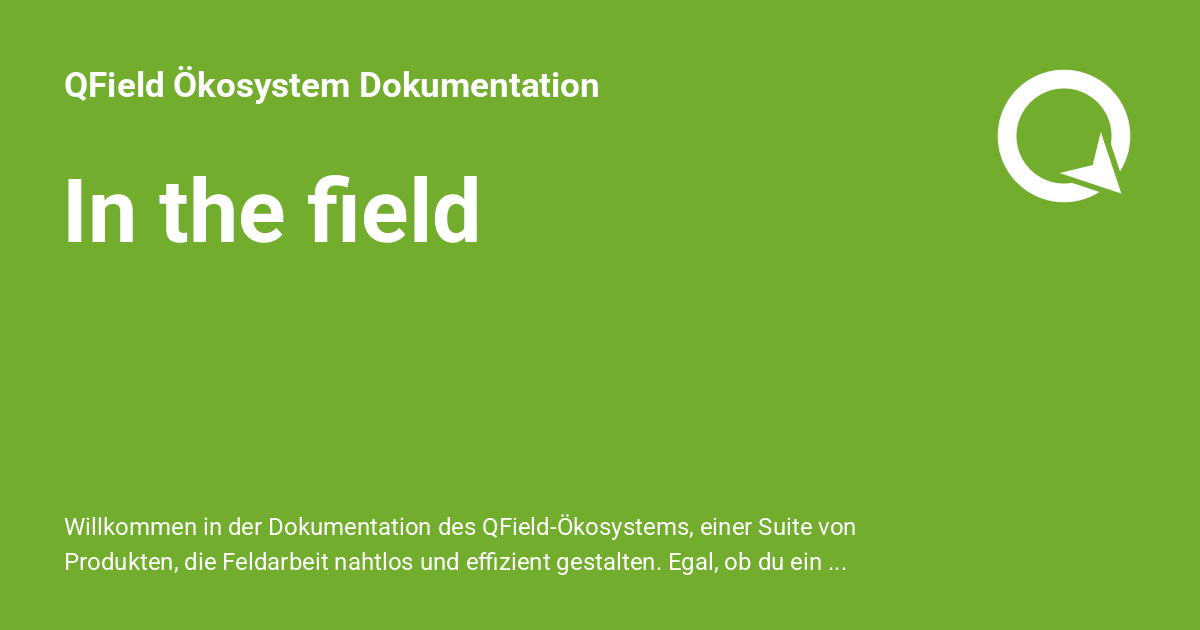 QField Ökosystem Dokumentation
In the field
Willkommen in der Dokumentation des QField-Ökosystems, einer Suite von
Produkten, die Feldarbeit nahtlos und effizient gestalten. Egal, ob du ein ...